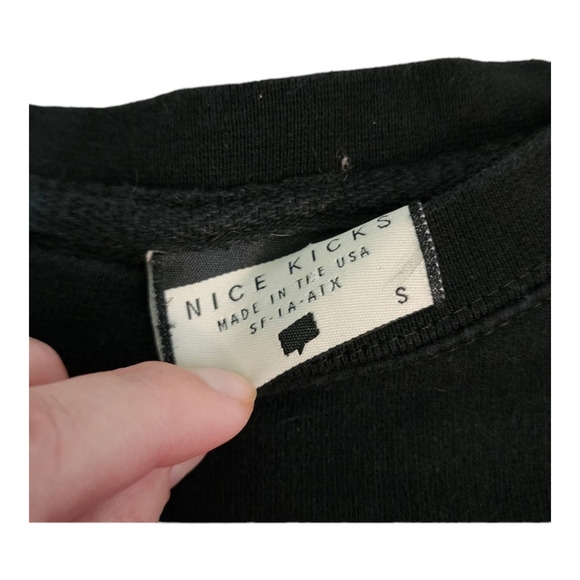 NICE KICKS
MADE IN THE USA
SF-LA-ATX
S